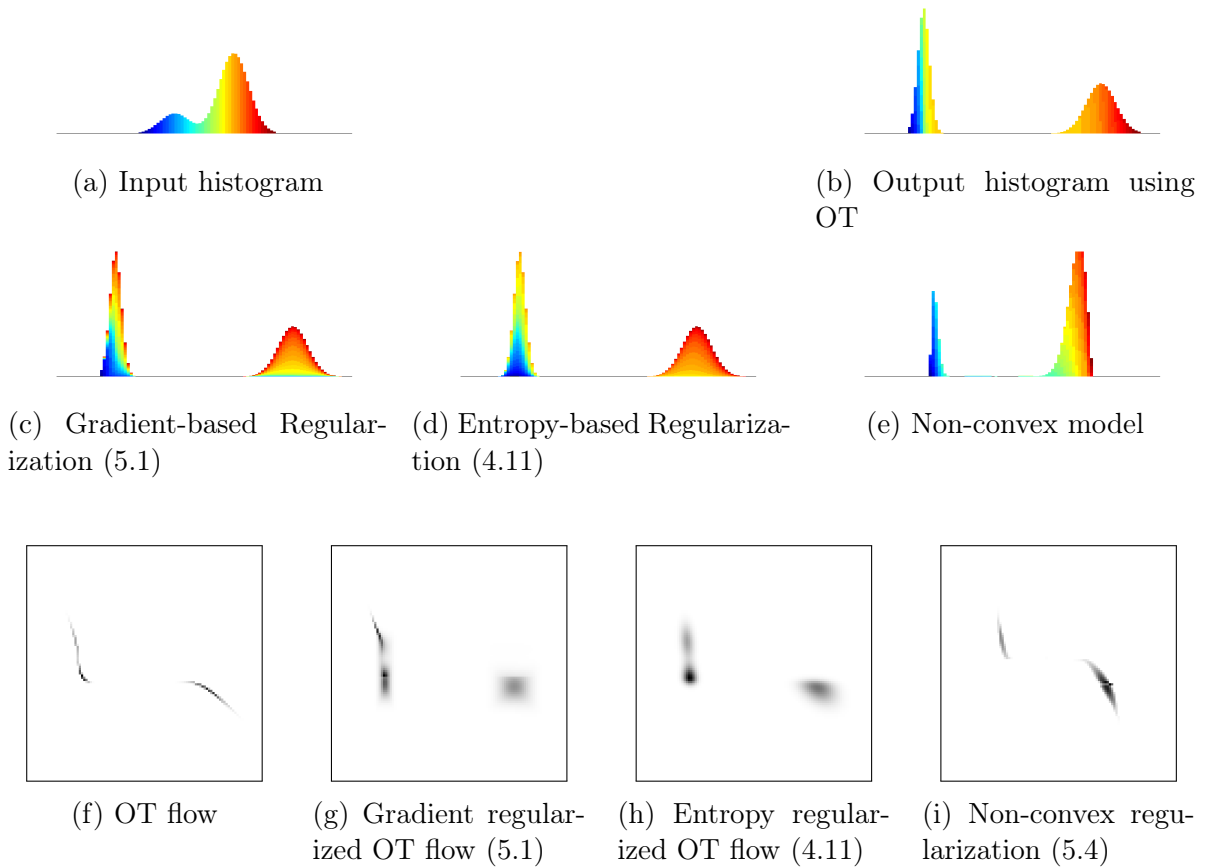 (a) Input histogram
(b) Output histogram using
OT
(c) Gradient-based Regular-
ization (5.1)
(d) Entropy-based Regulariza-
tion (4.11)
(e) Non-convex model
(f) OT flow
(g) Gradient regular-
ized OT flow (5.1)
(h) Entropy regular-
ized OT flow (4.11)
(i) Non-convex regu-
larization (5.4)